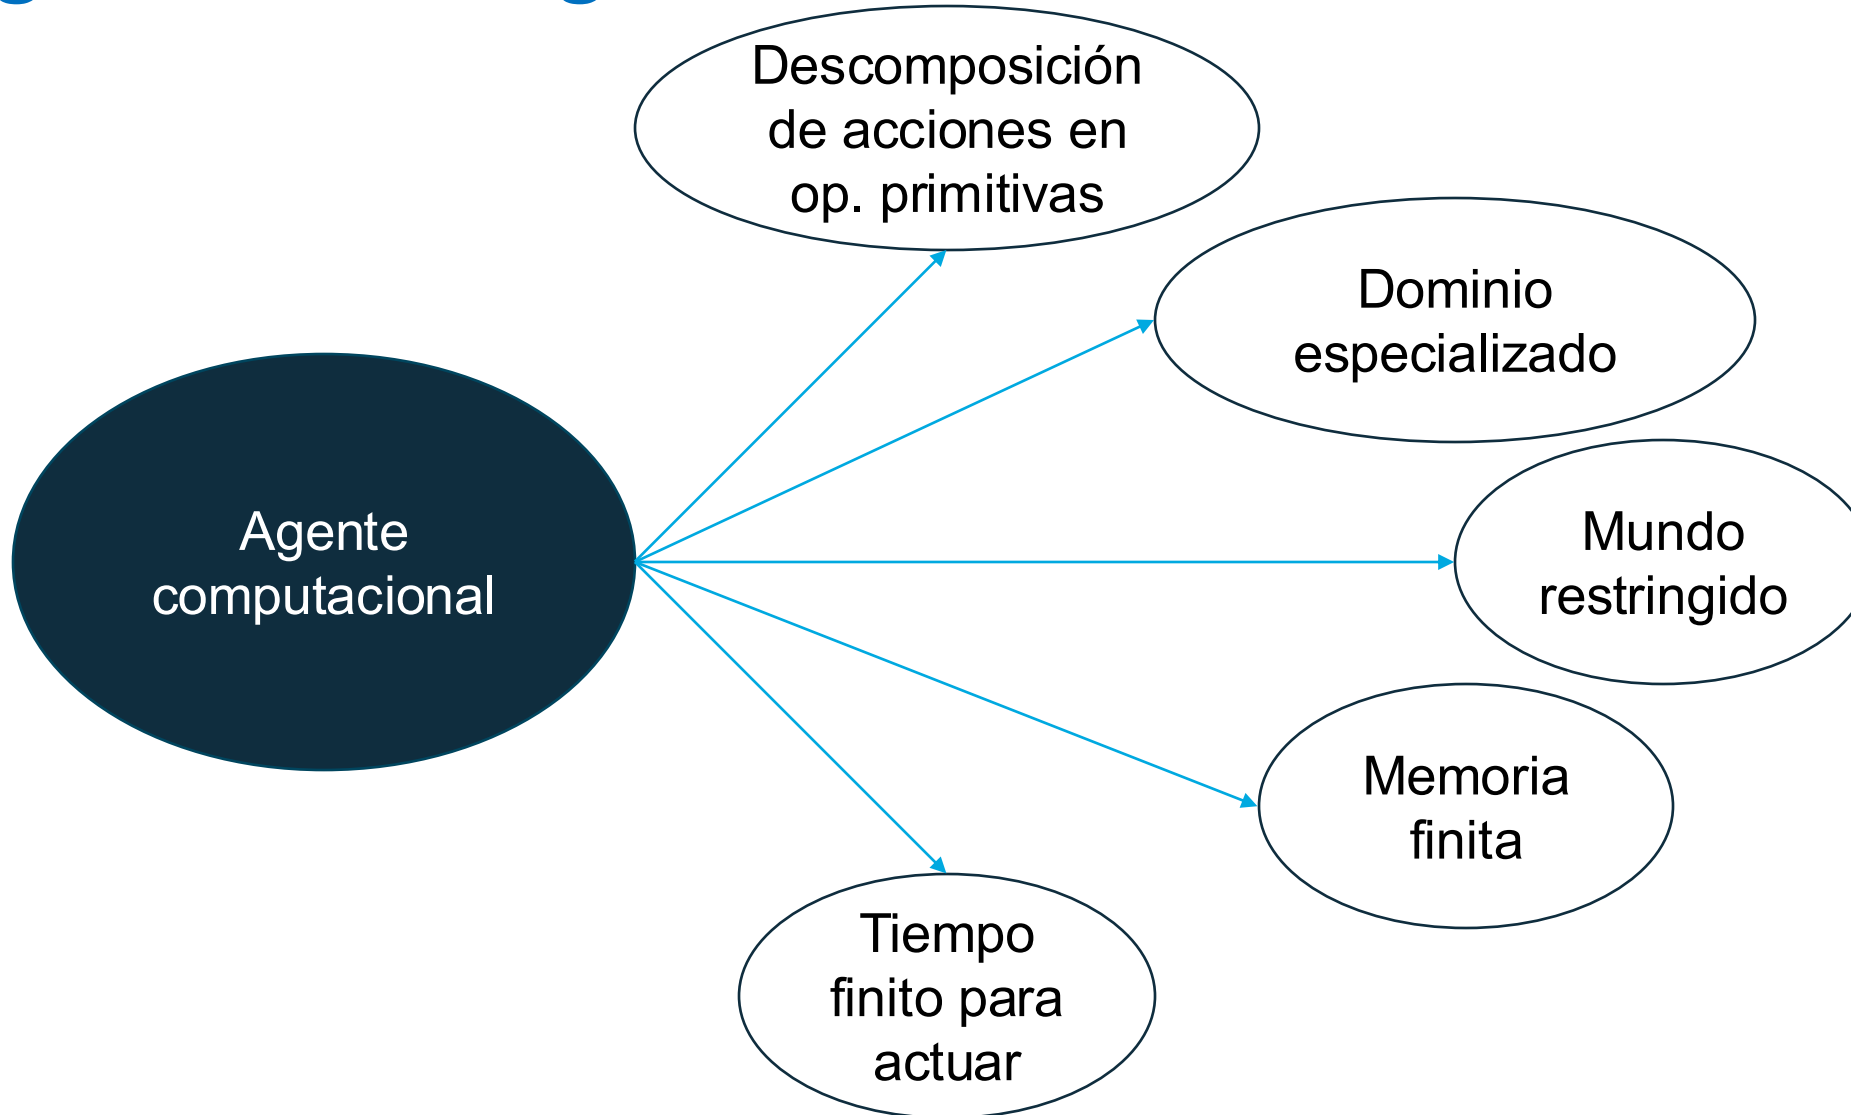 Descomposición
de acciones en
op. primitivas
Dominio
especializado
Agente
computacional
Mundo
restringido
Memoria
finita
Tiempo
finito para
actuar